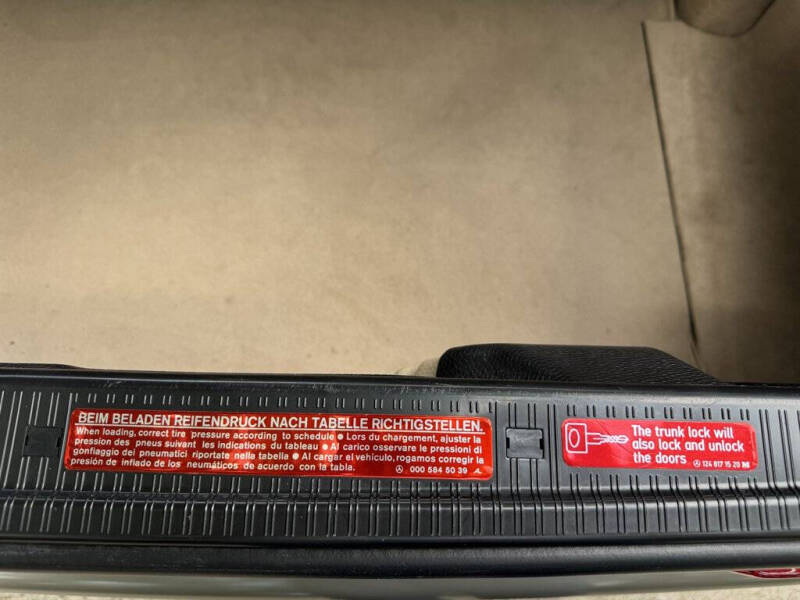 BEIM BELADEN REIFENDRUCK NACH TABELLE RICHTIGSTELLEN.
When loading, correct tire pressure according to schedule ● Lors du chargement, ajuster la
pression des pneus suivant les indications du tableau ● Al carico osservare le pressioni di
gonfiaggio dei pneumatici riportate nella tabella ● Al cargar el vehículo, rogamos corregir la
presión de inflado de los neumáticos de acuerdo con la tabla.
000 584 50 39
The trunk lock will
also lock and unlock
the doors
124 817 15 20